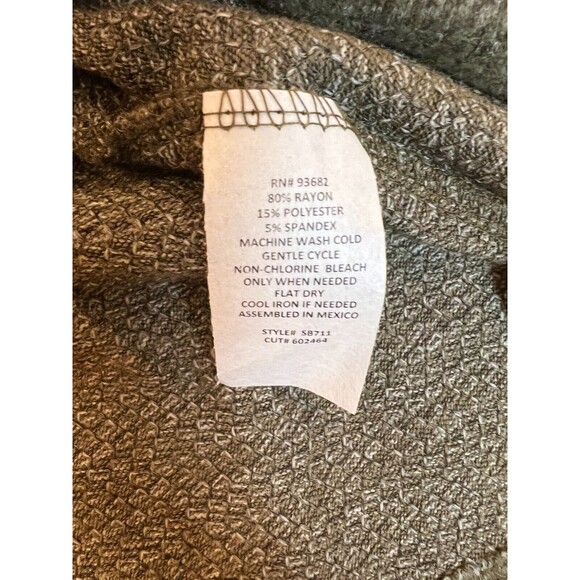 RN# 93682
80% RAYON
15% POLYESTER
5% SPANDEX
MACHINE WASH COLD
GENTLE CYCLE
NON-CHLORINE BLEACH
ONLY WHEN NEEDED
FLAT DRY
COOL IRON IF NEEDED
ASSEMBLED IN MEXICO
STYLE# SB711
CUT# 602464